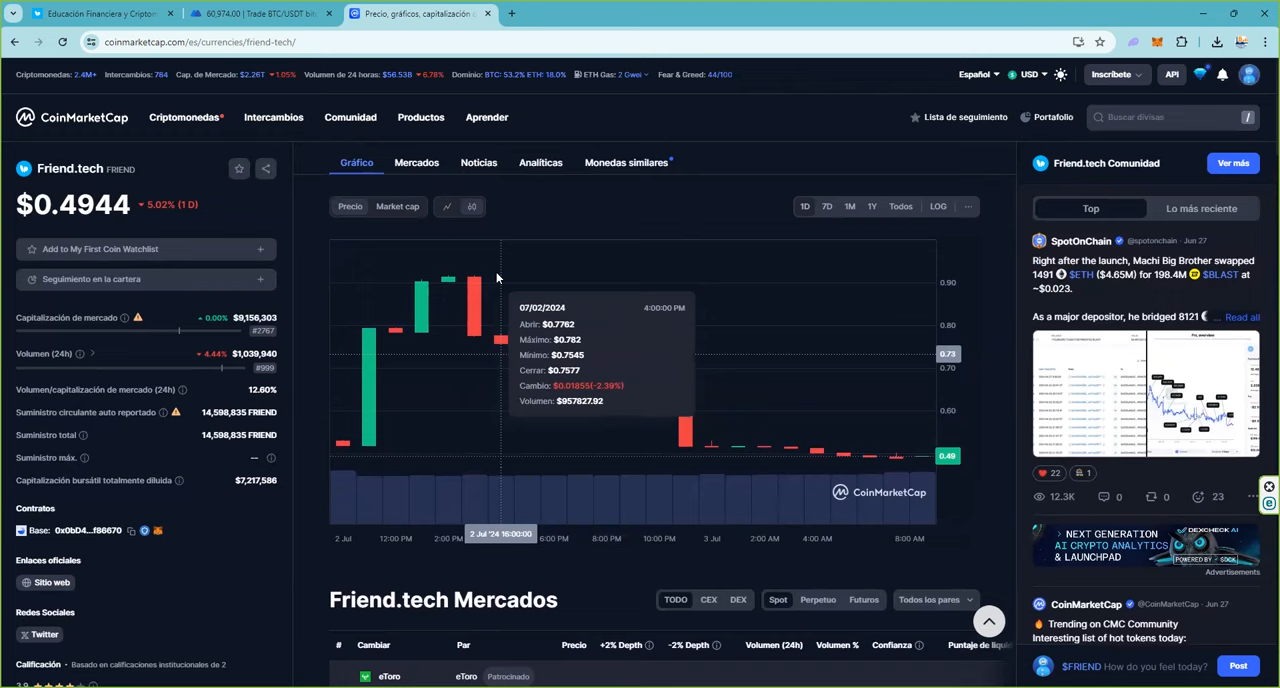 Educación Financiera y Criptom
60,974.00 | Trade BTC/USDT bit
Precio, gráficos, capitalización d
coinmarketcap.com/es/currencies/friend-tech/
Criptomonedas: 2.4M+ Intercambios: 764 Cap. de Mercado: $2.26T 1.05% Volumen de 24 horas: $56.53B 6.78% Dominio: BTC: 53.2% ETH: 18.0% ETH Gas: 2 Gwei Fear & Greed: 44/100
Español USD Inscríbete API
CoinMarketCap Criptomonedas Intercambios Comunidad Productos Aprender
Lista de seguimiento Portafolio Buscar divisas /
Friend.tech FRIEND
$0.4944 5.02% (1 D)
Add to My First Coin Watchlist +
Seguimiento en la cartera +
Capitalización de mercado 0.00% $9,156,303
#2767
Volumen (24h) 4.44% $1,039,940
#999
Volumen/capitalización de mercado (24h) 12.60%
Suministro circulante auto reportado 14,598,835 FRIEND
Suministro total 14,598,835 FRIEND
Suministro máx. --
Capitalización bursátil totalmente diluida $7,217,586
Contratos
Base: 0x0bD4...f86670
Enlaces oficiales
Sitio web
Redes Sociales
Twitter
Calificación · Basado en calificaciones institucionales de 2
3.9
Gráfico Mercados Noticias Analíticas Monedas similares
Precio Market cap
1D 7D 1M 1Y Todos LOG ...
07/02/2024 4:00:00 PM
Abrir: $0.7762
Máximo: $0.782
Mínimo: $0.7545
Cerrar: $0.7577
Cambio: $0.01855(-2.39%)
Volumen: $957827.92
0.90
0.80
0.73
0.70
0.60
0.49
CoinMarketCap
2 Jul 12:00 PM 2:00 PM 2 Jul '24 16:00:00 6:00 PM 8:00 PM 10:00 PM 3 Jul 2:00 AM 4:00 AM 8:00 AM
Friend.tech Mercados
TODO CEX DEX Spot Perpetuo Futuros Todos los pares
# Cambiar Par Precio +2% Depth -2% Depth Volumen (24h) Volumen % Confianza Puntaje de liquid
eToro eToro Patrocinado
Friend.tech Comunidad Ver más
Top Lo más reciente
SpotOnChain @spotonchain · Jun 27
Right after the launch, Machi Big Brother swapped
1491 $ETH ($4.65M) for 198.4M $BLAST at
~$0.023.
As a major depositor, he bridged 8121 ... Read all
22 1
12.3K 0 0 23 ...
NEXT GENERATION
AI CRYPTO ANALYTICS
& LAUNCHPAD
DEXCHECK AI
POWERED BY $DCK
Advertisements
CoinMarketCap @CoinMarketCap · Jun 27
Trending on CMC Community
Interesting list of hot tokens today:
$FRIEND How do you feel today? Post